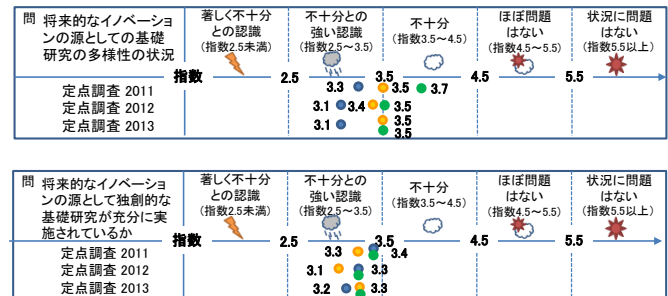 問 将来的なイノベーショ
ンの源としての基礎
研究の多様性の状況
著しく不十分
との認識
(指数2.5未満)
不十分との
強い認識
(指数2.5～3.5)
不十分
(指数3.5～4.5)
ほぼ問題
はない
(指数4.5～5.5)
状況に問題
はない
(指数5.5以上)
指数 2.5 3.5 4.5 5.5
定点調査 2011 3.3 3.5 3.7
定点調査 2012 3.1 3.4 3.5
定点調査 2013 3.1 3.5
3.5
問 将来的なイノベーショ
ンの源として独創的な
基礎研究が充分に実
施されているか
著しく不十分
との認識
(指数2.5未満)
不十分との
強い認識
(指数2.5～3.5)
不十分
(指数3.5～4.5)
ほぼ問題
はない
(指数4.5～5.5)
状況に問題
はない
(指数5.5以上)
指数 2.5 3.5 4.5 5.5
定点調査 2011 3.3 3.4
定点調査 2012 3.1 3.3
定点調査 2013 3.2 3.3